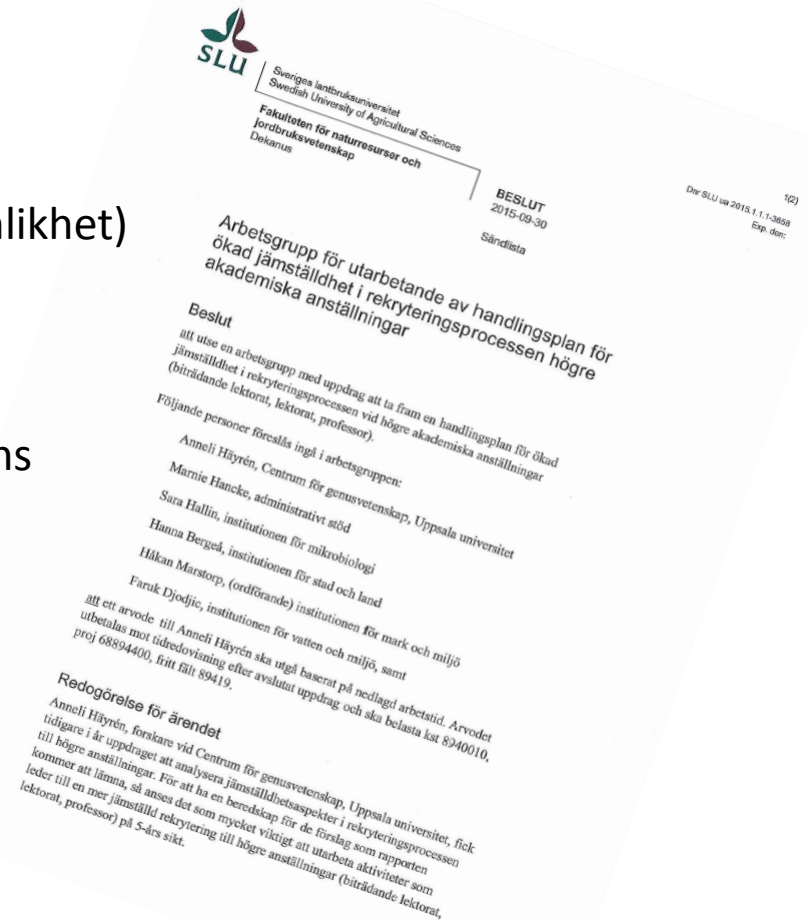 likhet)
ns
SLU
Sveriges lantbruksuniversitet
Swedish University of Agricultural Sciences
Fakulteten för naturresurser och
jordbruksvetenskap
Dekanus
BESLUT
2015-09-30
Sändlista
1(2)
Dnr SLU ua 2015.1.1.1-3658
Exp. den:
Arbetsgrupp för utarbetande av handlingsplan för
ökad jämställdhet i rekryteringsprocessen högre
akademiska anställningar
Beslut
att utse en arbetsgrupp med uppdrag att ta fram en handlingsplan för ökad
jämställdhet i rekryteringsprocessen vid högre akademiska anställningar
(biträdande lektorat, lektorat, professor).
Följande personer föreslås ingå i arbetsgruppen:
Anneli Häyrén, Centrum för genusvetenskap, Uppsala universitet
Marnie Hancke, administrativt stöd
Sara Hallin, institutionen för mikrobiologi
Hanna Bergeå, institutionen för stad och land
Håkan Marstorp, (ordförande) institutionen för mark och miljö
Faruk Djodjic, institutionen för vatten och miljö, samt
att ett arvode till Anneli Häyrén ska utgå baserat på nedlagd arbetstid. Arvodet
utbetalas mot tidredovisning efter avslutat uppdrag och ska belasta kst 8940010,
proj 68894400, fritt fält 89419.
Redogörelse för ärendet
Anneli Häyrén, forskare vid Centrum för genusvetenskap, Uppsala universitet, fick
tidigare i år uppdraget att analysera jämställdhetsaspekter i rekryteringsprocessen
till högre anställningar. För att ha en beredskap för de förslag som rapporten
kommer att lämna, så anses det som mycket viktigt att utarbeta aktiviteter som
leder till en mer jämställd rekrytering till högre anställningar (biträdande lektorat,
lektorat, professor) på 5-års sikt.